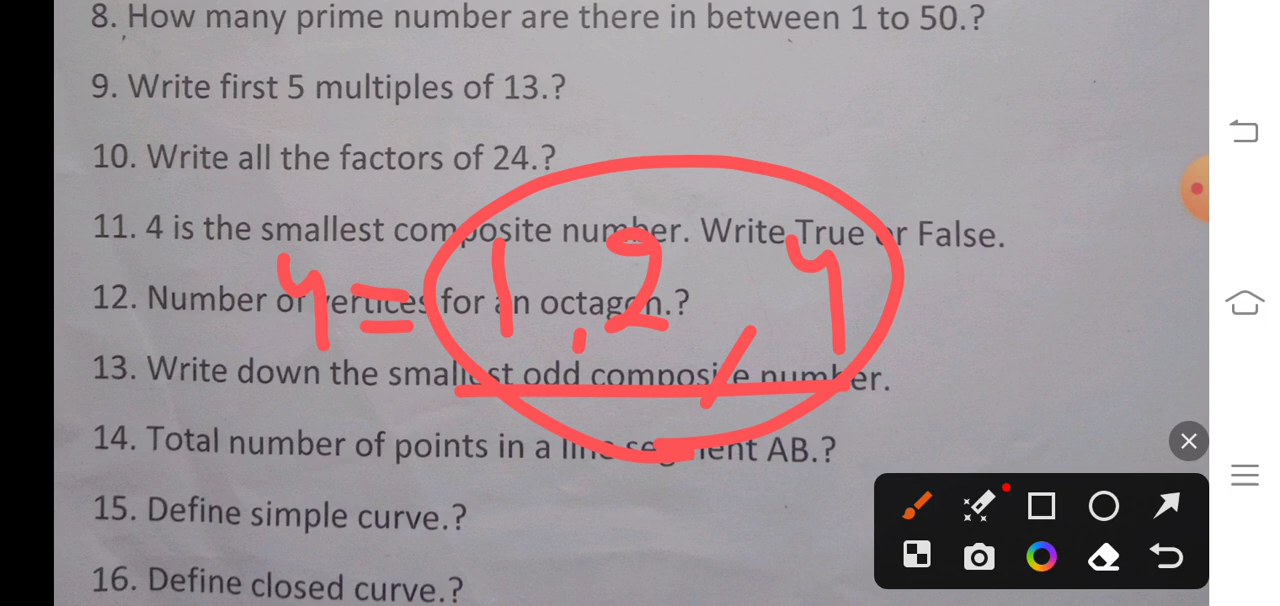 8. How many prime number are there in between 1 to 50.?
9. Write first 5 multiples of 13.?
10. Write all the factors of 24.?
11. 4 is the smallest composite number. Write True or False.
4 = 1, 2, 4
12. Number of vertices for an octagon.?
13. Write down the smallest odd composite number.
14. Total number of points in a line segment AB.?
15. Define simple curve.?
16. Define closed curve.?